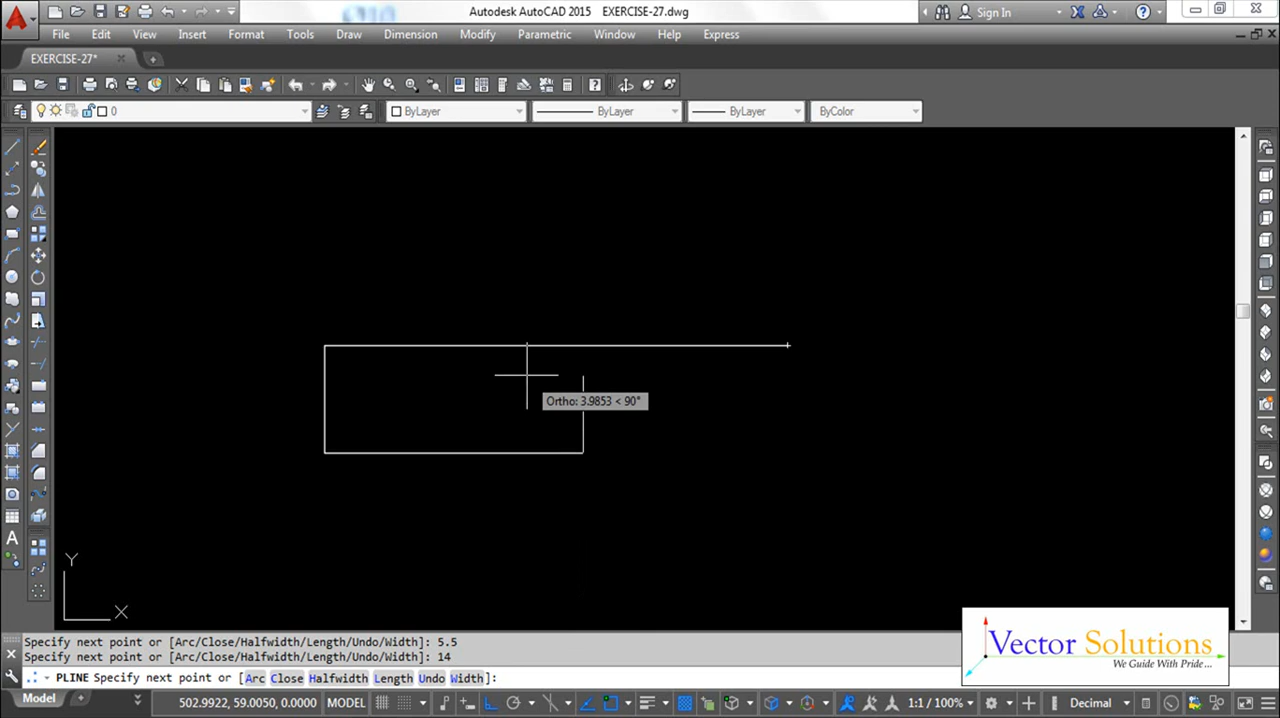 Autodesk AutoCAD 2015 EXERCISE-27.dwg
Sign In
File Edit View Insert Format Tools Draw Dimension Modify Parametric Window Help Express
EXERCISE-27*
0
ByLayer
ByLayer
ByLayer
ByColor
Ortho: 3.9853 < 90°
Y
X
A
Specify next point or [Arc/Close/Halfwidth/Length/Undo/Width]: 5.5
Specify next point or [Arc/Close/Halfwidth/Length/Undo/Width]: 14
PLINE Specify next point or [Arc Close Halfwidth Length Undo Width]:
Vector Solutions
We Guide With Pride ...
Model
502.9922, 59.0050, 0.0000 MODEL
1:1 / 100%
Decimal